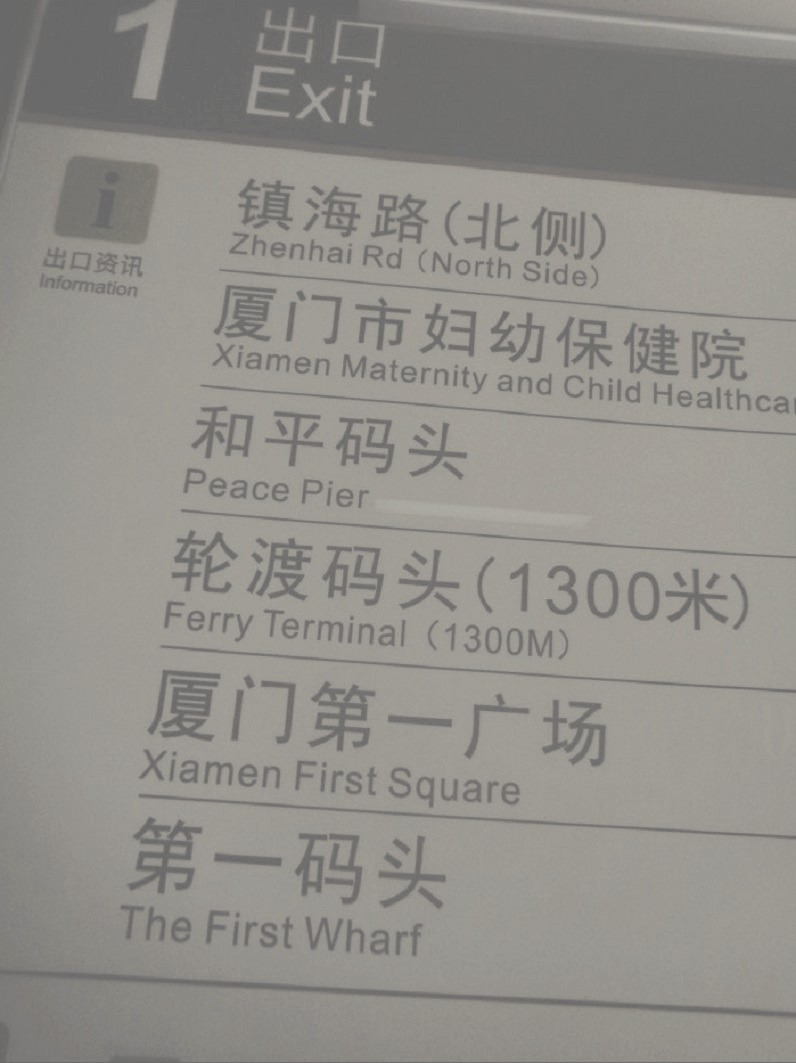 1
出口
Exit
出口资讯
Information
镇海路(北侧)
Zhenhai Rd (North Side)
厦门市妇幼保健院
Xiamen Maternity and Child
和平码头
Peace Pier
轮渡码头(1300米)
Ferry Terminal (1300M)
厦门第一广场
Xiamen First Square
第一码头
The First Wharf